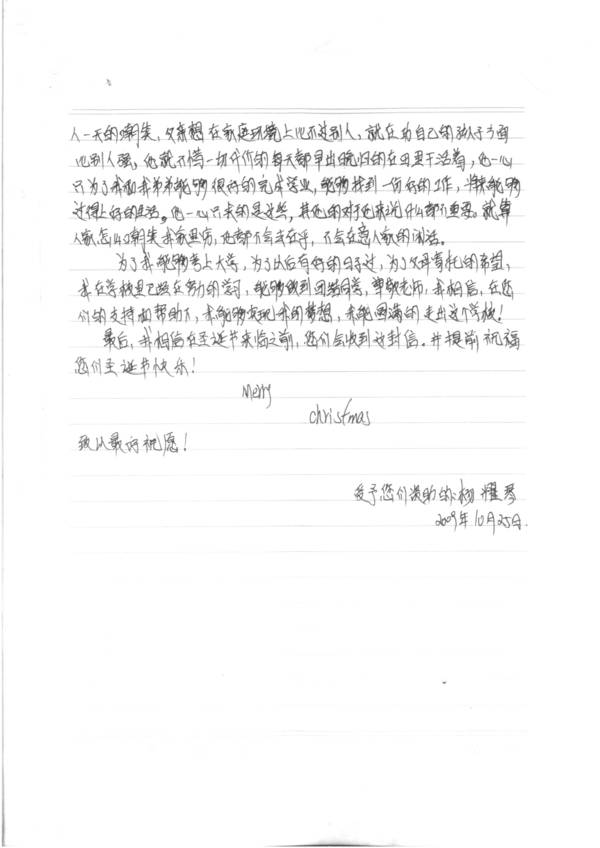 人一天的嘲笑，父亲想在家庭环境上比不过别人，就在为自己的孩子方面
比别人强。他就不惜一切代价的每天都早出晚归的在田里干活着，他一心
只为了我和我弟弟能够很好的完成学业，能够找到一份好的工作，将来能够
过得上好的生活。他一心只求的是这些，其他的对于他来说什么都不重要。就算
人家怎么嘲笑我家里穷，他都不会去在乎，不会在意人家的闲话。
为了我能够考上大学，为了以后有好的日子过，为了父母寄托的希望，
我在学校里已经在努力的学习，能够做到团结同学，尊敬老师，我相信，在您
们的支持和帮助下，我能够实现我的梦想，我能圆满的走出这个学校！
最后，我相信在圣诞节来临之前，您们会收到这封信。并提前祝福
您们圣诞节快乐！
Merry
christmas
致以最好祝愿！
受予您们资助的：杨耀琴
2009年10月25日.